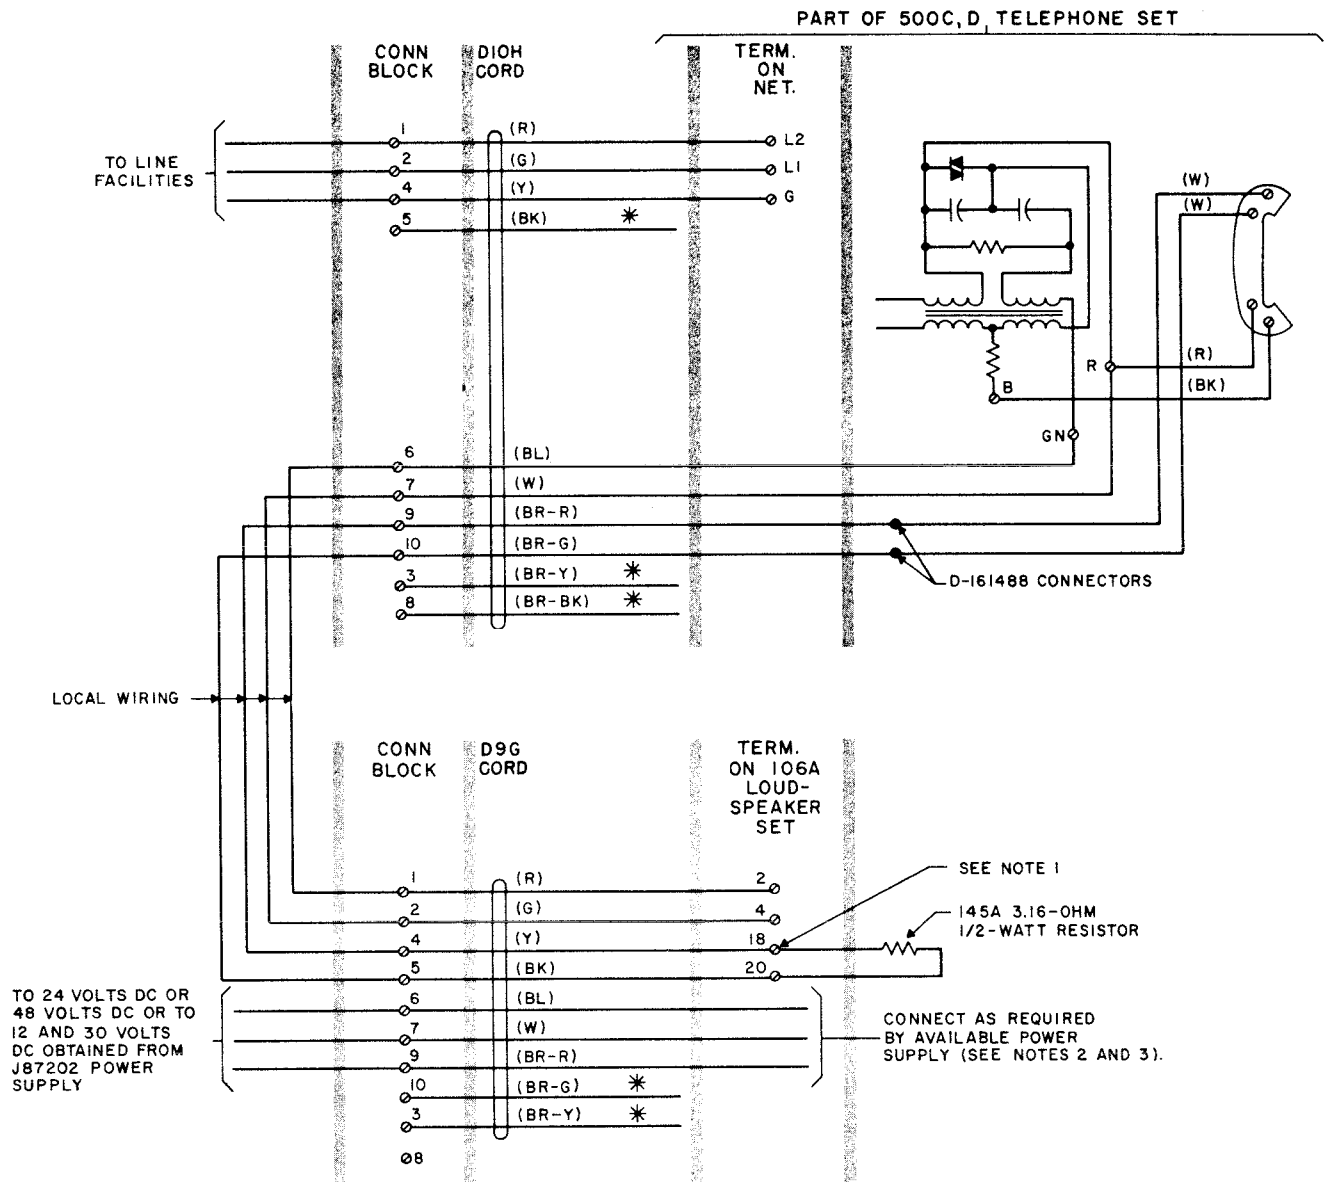 PART OF 500C, D, TELEPHONE SET
CONN
BLOCK
D10H
CORD
TERM.
ON
NET.
TO LINE
FACILITIES
1
(R)
L2
2
(G)
L1
4
(Y)
G
5
(BK) *
(W)
(W)
R
(R)
B
(BK)
GN
6
(BL)
7
(W)
9
(BR-R)
10
(BR-G)
3
(BR-Y) *
8
(BR-BK) *
D-161488 CONNECTORS
LOCAL WIRING
CONN
BLOCK
D9G
CORD
TERM.
ON 106A
LOUD-
SPEAKER
SET
1
(R)
2
2
(G)
4
4
(Y)
18
5
(BK)
20
SEE NOTE 1
145A 3.16-OHM
1/2-WATT RESISTOR
TO 24 VOLTS DC OR
48 VOLTS DC OR TO
12 AND 30 VOLTS
DC OBTAINED FROM
J87202 POWER
SUPPLY
6
(BL)
7
(W)
9
(BR-R)
10
(BR-G) *
3
(BR-Y) *
8
CONNECT AS REQUIRED
BY AVAILABLE POWER
SUPPLY (SEE NOTES 2 AND 3).